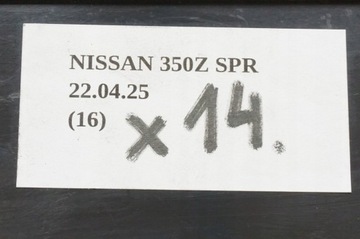 NISSAN 350Z SPR
22.04.25
(16) x 14.